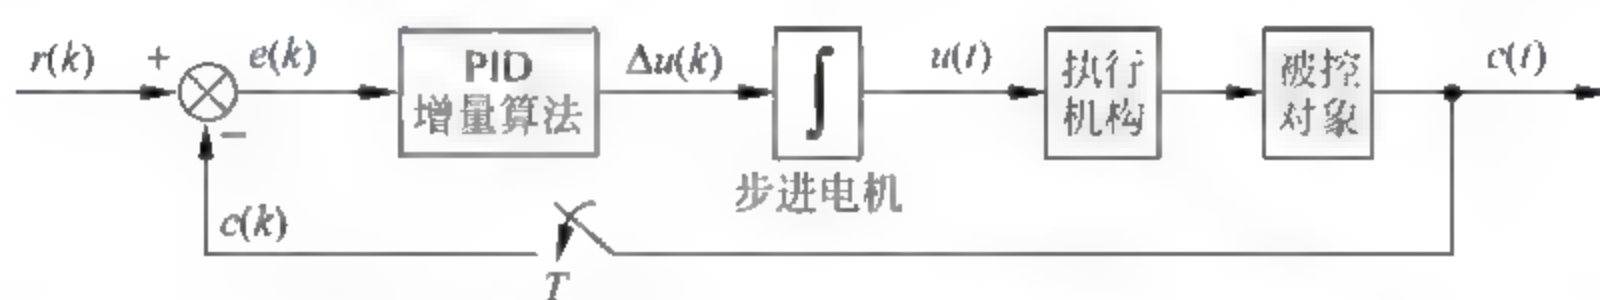 r(k)
+
e(k)
PID
增量算法
Δu(k)
∫
u(t)
执行
机构
被控
对象
c(t)
−
步进电机
c(k)
T